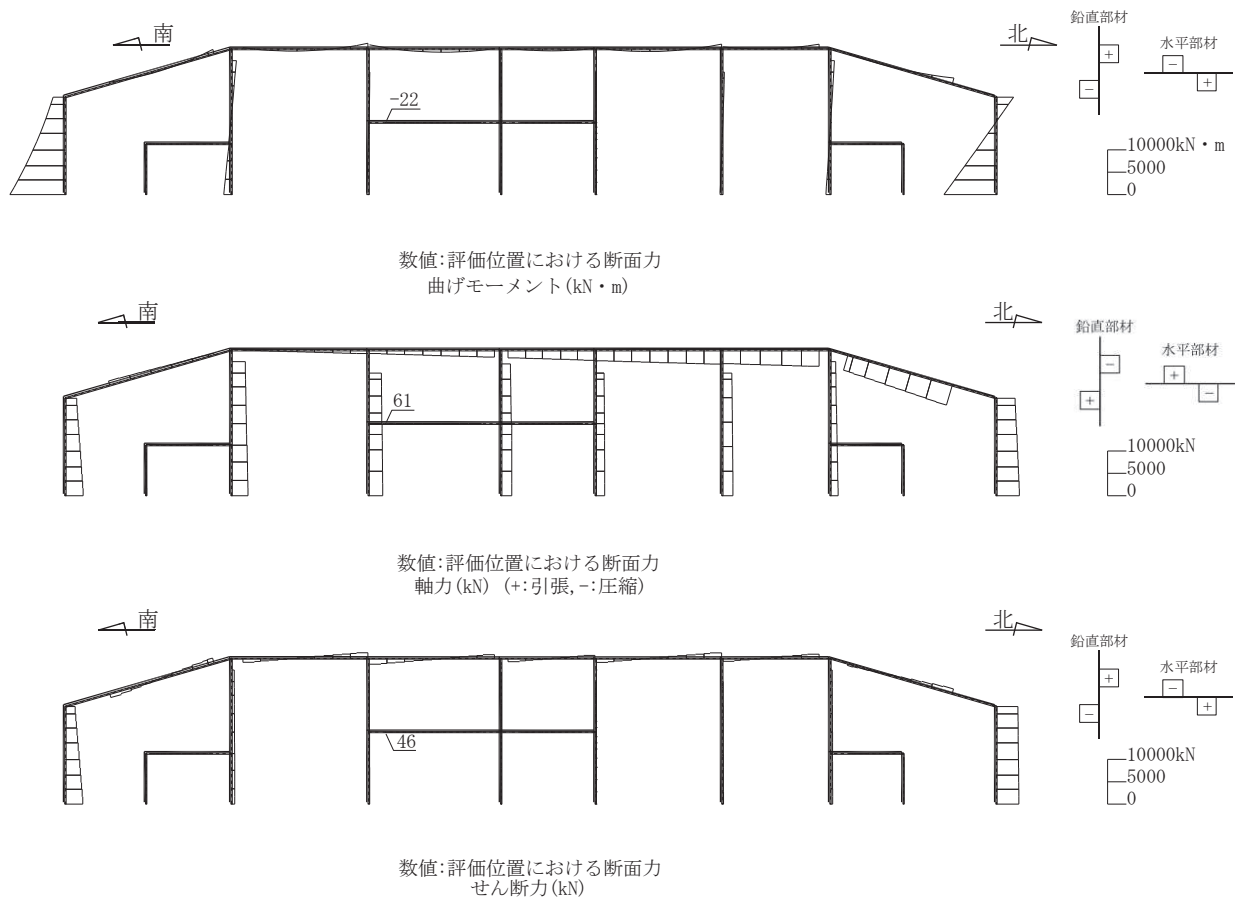 南
北
鉛直部材
+
-
水平部材
-
+
-22
10000kN・m
5000
0
数値:評価位置における断面力
曲げモーメント(kN・m)
南
北
鉛直部材
-
+
水平部材
+
-
61
10000kN
5000
0
数値:評価位置における断面力
軸力(kN) (+:引張,-:圧縮)
南
北
鉛直部材
+
-
水平部材
-
+
46
10000kN
5000
0
数値:評価位置における断面力
せん断力(kN)